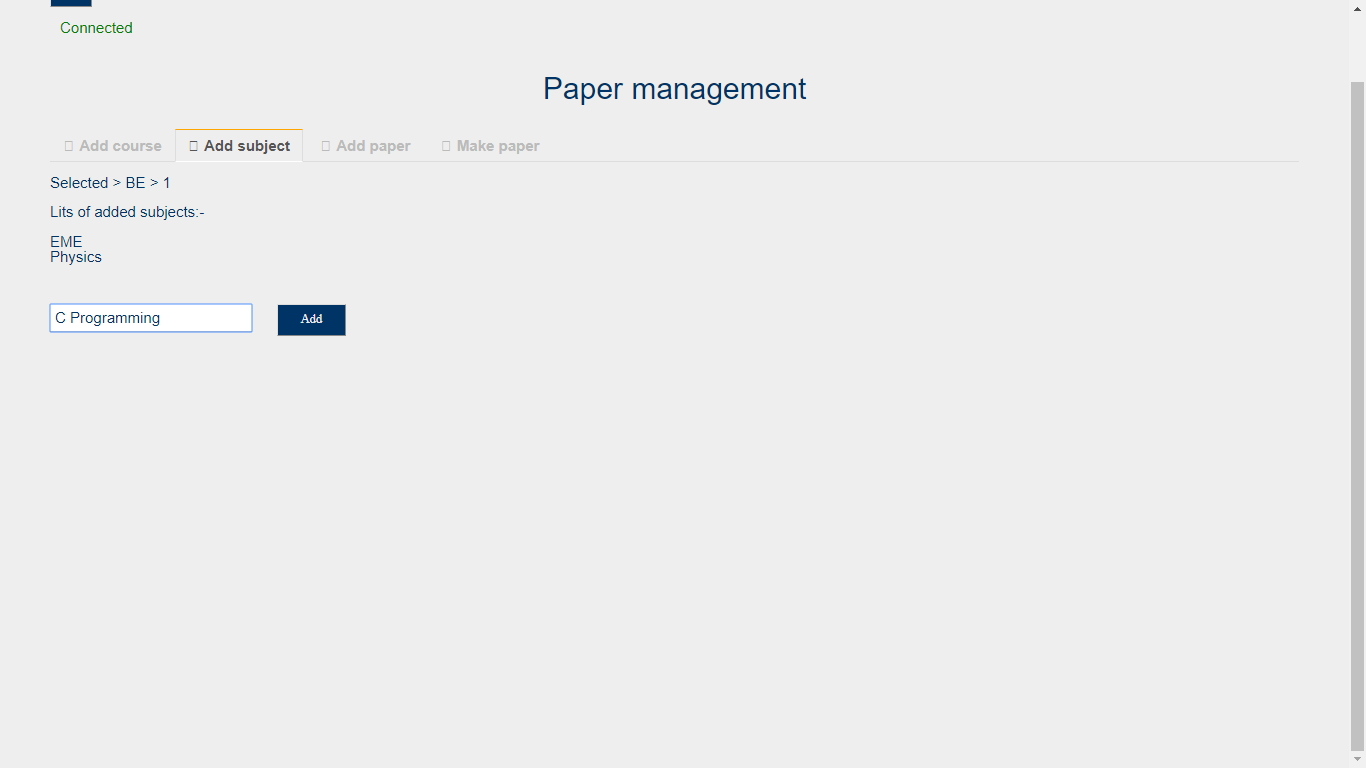 Connected
Paper management
Add course Add subject Add paper Make paper
Selected > BE > 1
Lits of added subjects:-
EME
Physics
C Programming Add